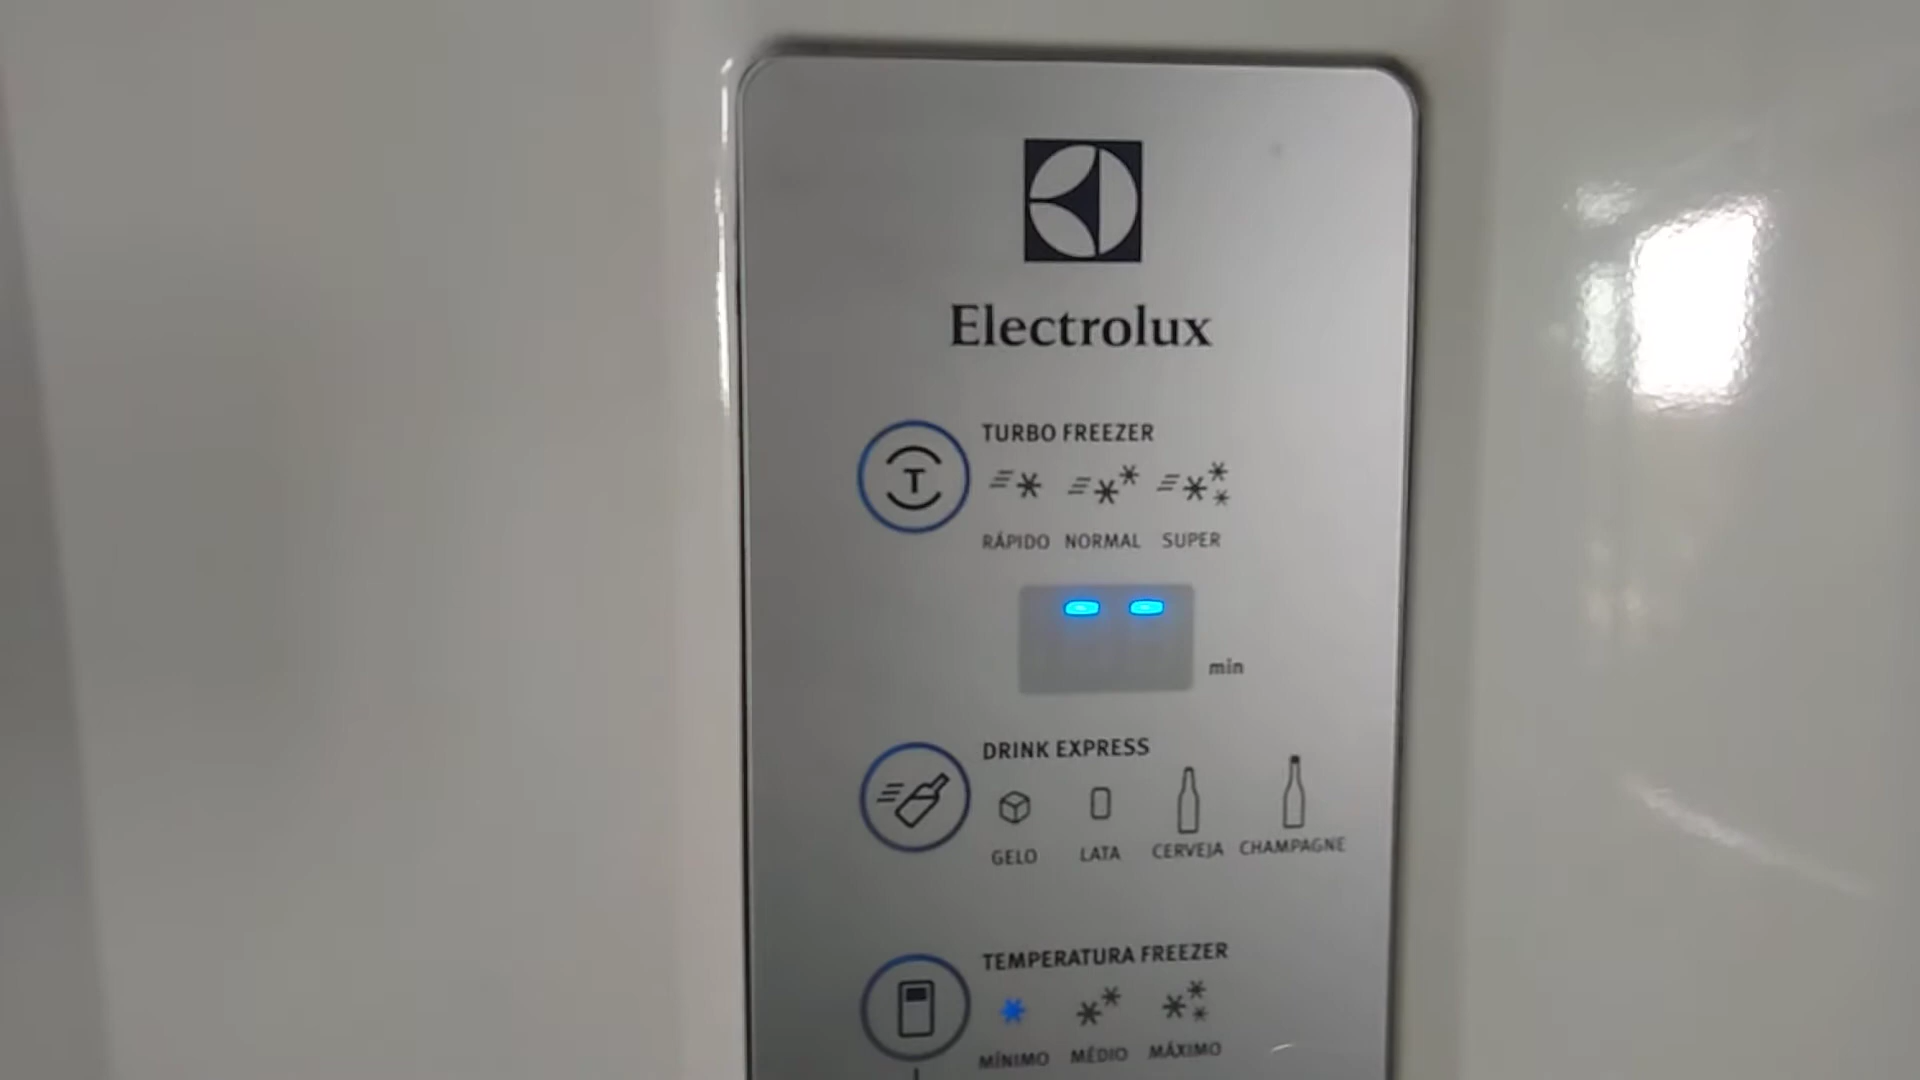 Electrolux
TURBO FREEZER
T
RÁPIDO NORMAL SUPER
min
DRINK EXPRESS
GELO LATA CERVEJA CHAMPAGNE
TEMPERATURA FREEZER
MÍNIMO MÉDIO MÁXIMO